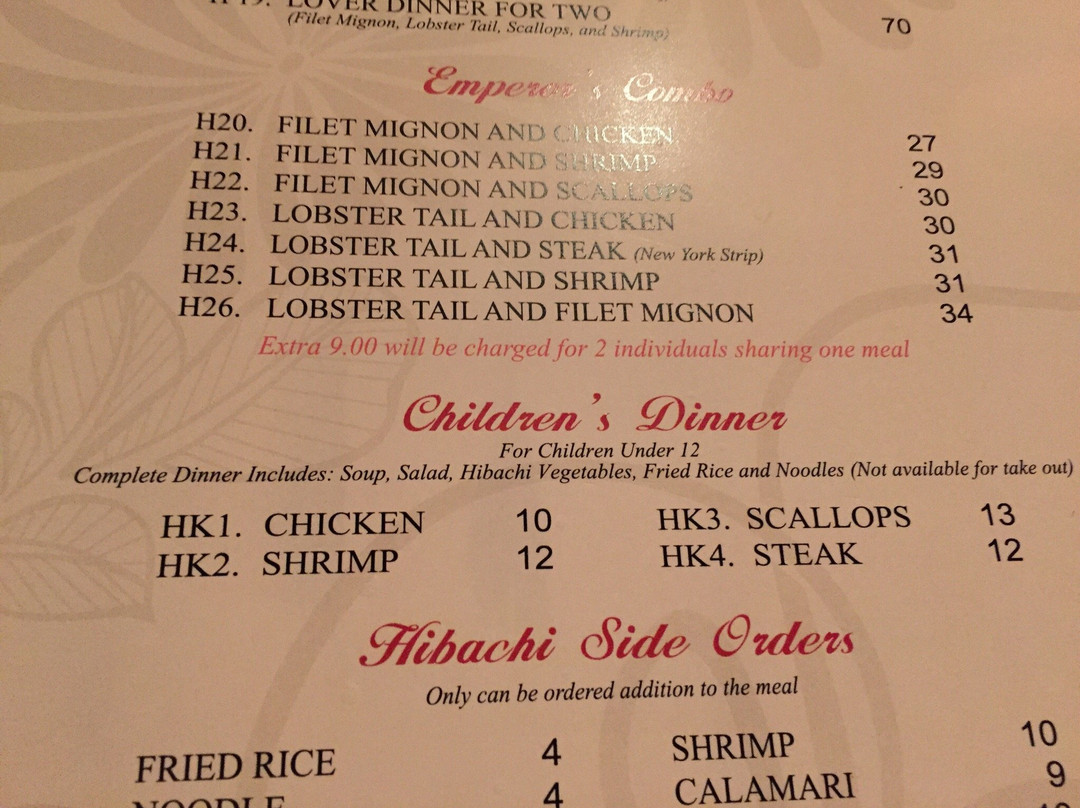 H19. LOVER DINNER FOR TWO 70
(Filet Mignon, Lobster Tail, Scallops, and Shrimp)
Emperor's Combo
H20. FILET MIGNON AND CHICKEN 27
H21. FILET MIGNON AND SHRIMP 29
H22. FILET MIGNON AND SCALLOPS 30
H23. LOBSTER TAIL AND CHICKEN 30
H24. LOBSTER TAIL AND STEAK (New York Strip) 31
H25. LOBSTER TAIL AND SHRIMP 31
H26. LOBSTER TAIL AND FILET MIGNON 34
Extra 9.00 will be charged for 2 individuals sharing one meal
Children's Dinner
For Children Under 12
Complete Dinner Includes: Soup, Salad, Hibachi Vegetables, Fried Rice and Noodles (Not available for take out)
HK1. CHICKEN 10 HK3. SCALLOPS 13
HK2. SHRIMP 12 HK4. STEAK 12
Hibachi Side Orders
Only can be ordered addition to the meal
FRIED RICE 4 SHRIMP 10
NOODLE 4 CALAMARI 9